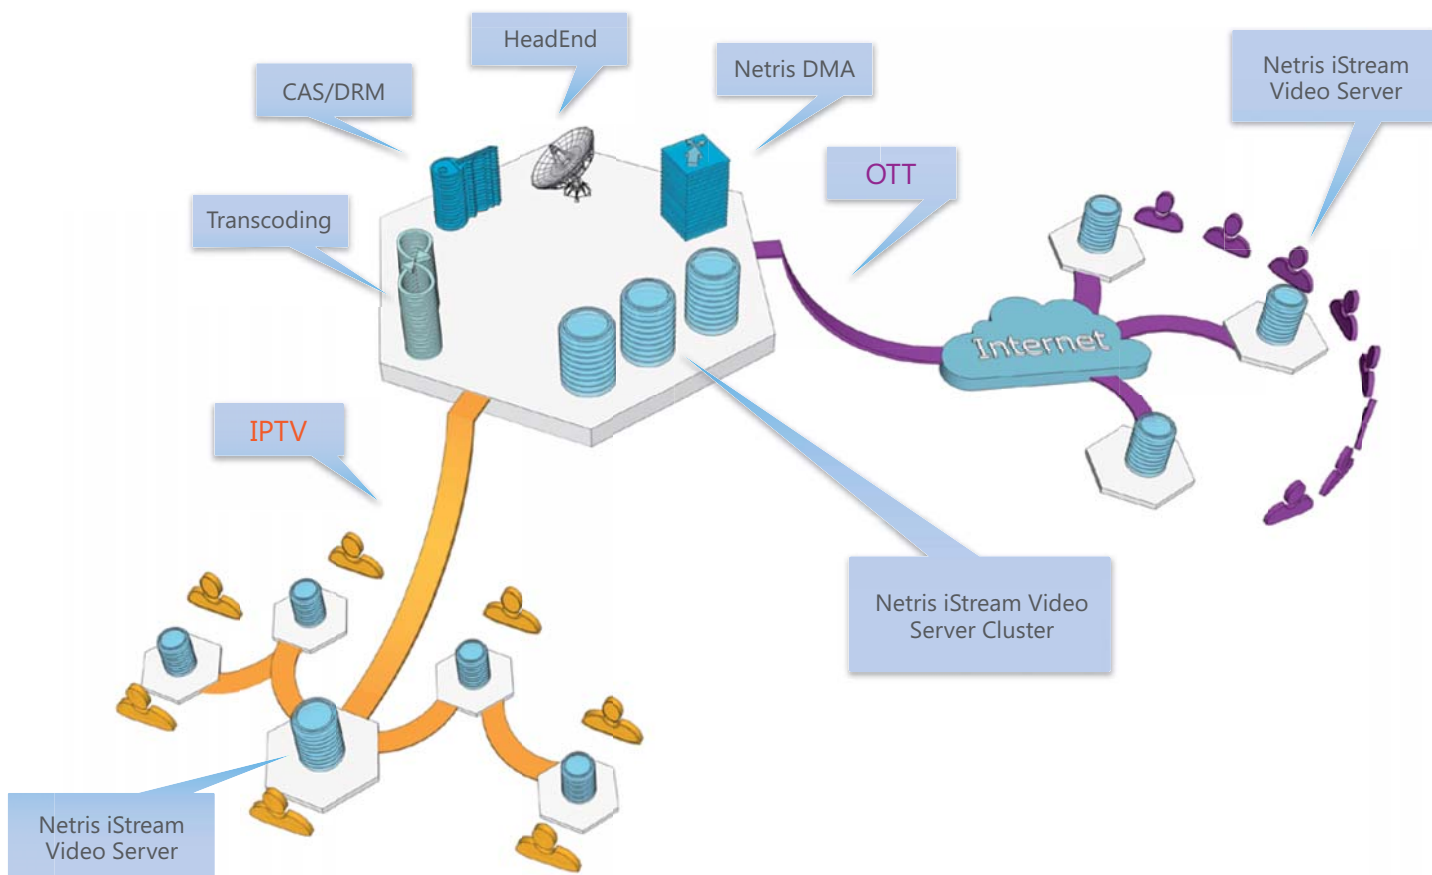 HeadEnd
Netris DMA
Netris iStream
Video Server
CAS/DRM
OTT
Transcoding
Internet
IPTV
Netris iStream Video
Server Cluster
Netris iStream
Video Server